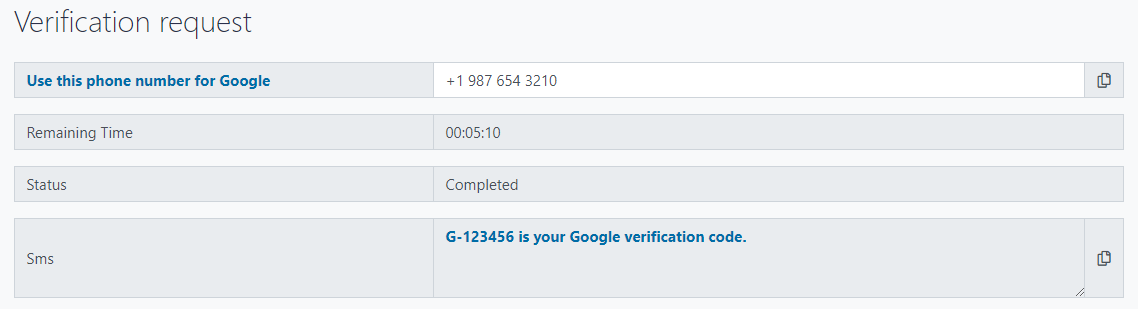 Verification request
Use this phone number for Google
+1 987 654 3210
Remaining Time
00:05:10
Status
Completed
Sms
G-123456 is your Google verification code.